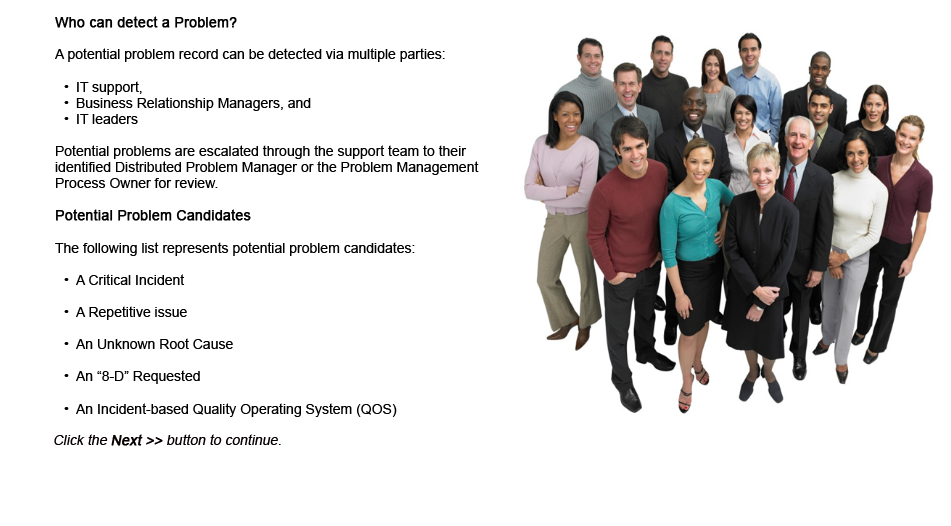 Who can detect a Problem?
A potential problem record can be detected via multiple parties:
• IT support,
• Business Relationship Managers, and
• IT leaders
Potential problems are escalated through the support team to their
identified Distributed Problem Manager or the Problem Management
Process Owner for review.
Potential Problem Candidates
The following list represents potential problem candidates:
• A Critical Incident
• A Repetitive issue
• An Unknown Root Cause
• An “8-D” Requested
• An Incident-based Quality Operating System (QOS)
Click the Next >> button to continue.